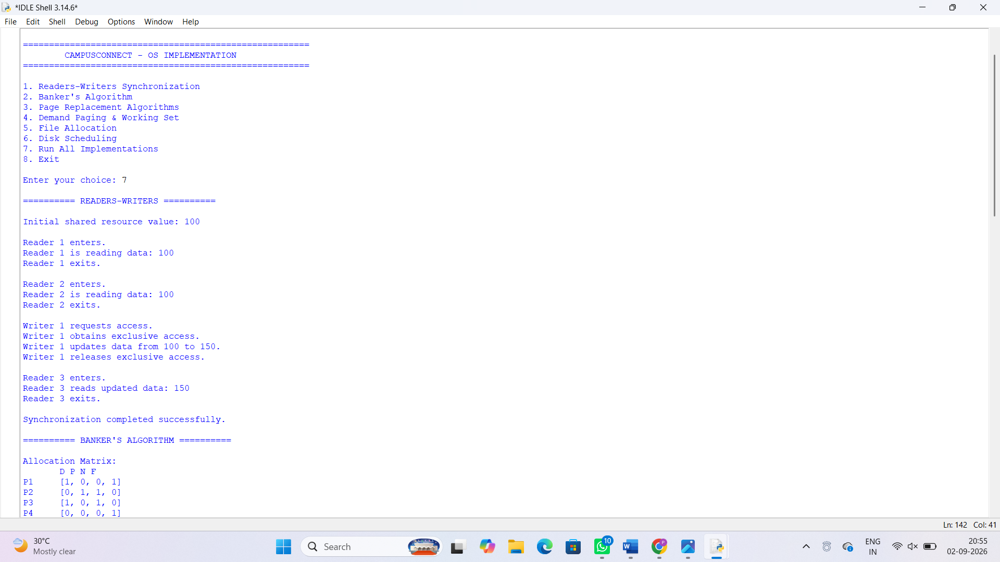 *IDLE Shell 3.14.6*
File Edit Shell Debug Options Window Help
=======================================================
CAMPUSCONNECT - OS IMPLEMENTATION
=======================================================
1. Readers-Writers Synchronization
2. Banker's Algorithm
3. Page Replacement Algorithms
4. Demand Paging & Working Set
5. File Allocation
6. Disk Scheduling
7. Run All Implementations
8. Exit
Enter your choice: 7
========== READERS-WRITERS ==========
Initial shared resource value: 100
Reader 1 enters.
Reader 1 is reading data: 100
Reader 1 exits.
Reader 2 enters.
Reader 2 is reading data: 100
Reader 2 exits.
Writer 1 requests access.
Writer 1 obtains exclusive access.
Writer 1 updates data from 100 to 150.
Writer 1 releases exclusive access.
Reader 3 enters.
Reader 3 reads updated data: 150
Reader 3 exits.
Synchronization completed successfully.
========== BANKER'S ALGORITHM ==========
Allocation Matrix:
D P N F
P1 [1, 0, 0, 1]
P2 [0, 1, 1, 0]
P3 [1, 0, 1, 0]
P4 [0, 0, 0, 1]
Ln: 142 Col: 41
30°C
Mostly clear
Search
10
W
P
ENG
IN
20:55
02-09-2026